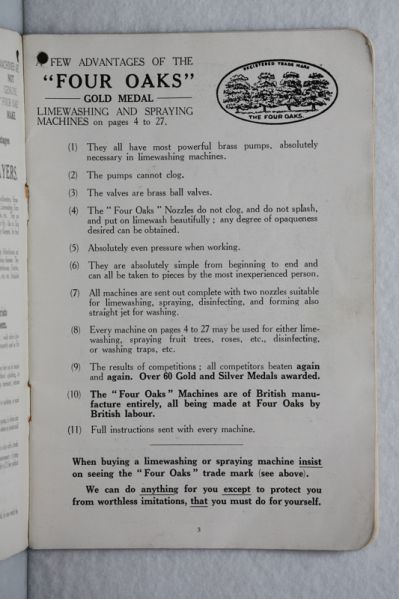 A FEW ADVANTAGES OF THE
"FOUR OAKS"
GOLD MEDAL
LIMEWASHING AND SPRAYING
MACHINES on pages 4 to 27.
REGISTERED TRADE MARK
THE FOUR OAKS.
(1) They all have most powerful brass pumps, absolutely
necessary in limewashing machines.
(2) The pumps cannot clog.
(3) The valves are brass ball valves.
(4) The "Four Oaks" Nozzles do not clog, and do not splash,
and put on limewash beautifully; any degree of opaqueness
desired can be obtained.
(5) Absolutely even pressure when working.
(6) They are absolutely simple from beginning to end and
can all be taken to pieces by the most inexperienced person.
(7) All machines are sent out complete with two nozzles suitable
for limewashing, spraying, disinfecting, and forming also
straight jet for washing.
(8) Every machine on pages 4 to 27 may be used for either lime-
washing, spraying fruit trees, roses, etc., disinfecting,
or washing traps, etc.
(9) The results of competitions; all competitors beaten again
and again. Over 60 Gold and Silver Medals awarded.
(10) The "Four Oaks" Machines are of British manu-
facture entirely, all being made at Four Oaks by
British labour.
(11) Full instructions sent with every machine.
When buying a limewashing or spraying machine insist
on seeing the "Four Oaks" trade mark (see above).
We can do anything for you except to protect you
from worthless imitations, that you must do for yourself.
3